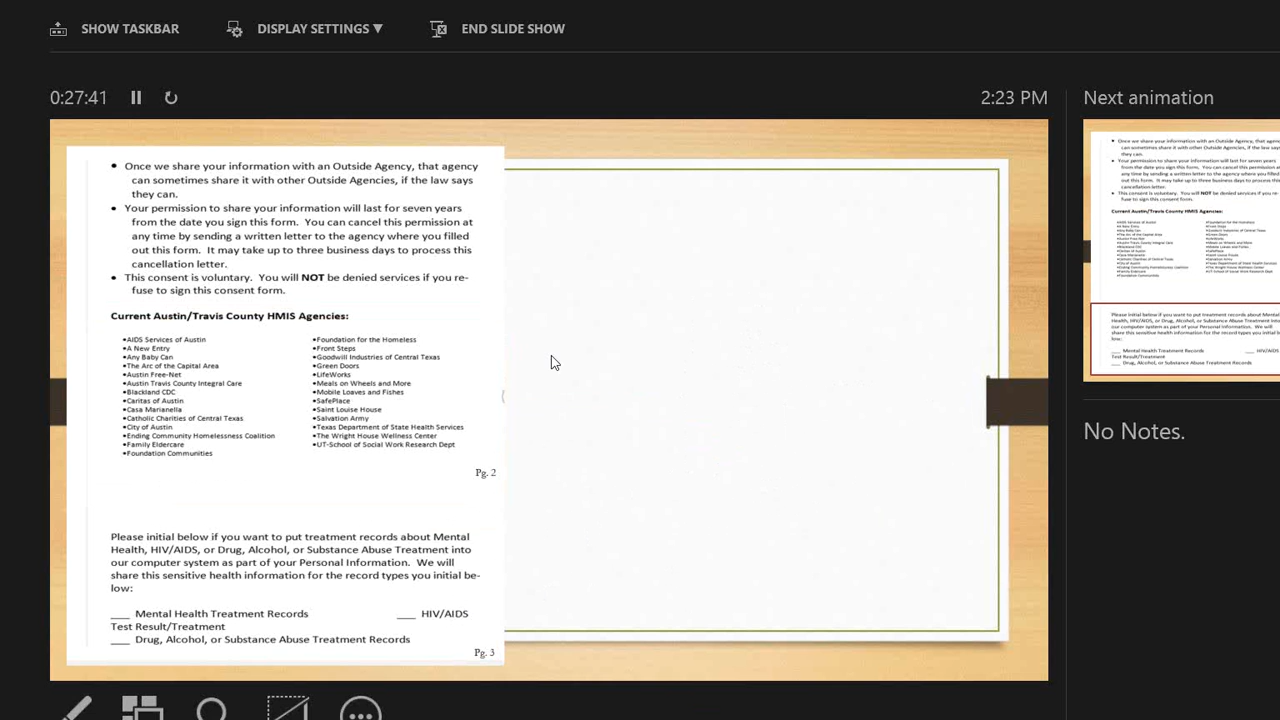 SHOW TASKBAR
DISPLAY SETTINGS ▼
END SLIDE SHOW
0:27:41
2:23 PM
Next animation
• Once we share your information with an Outside Agency, that agency
can sometimes share it with other Outside Agencies, if the law says
they can.
• Your permission to share your information will last for seven years
from the date you sign this form.  You can cancel this permission at
any time by sending a written letter to the agency where you filled
out this form.  It may take up to three business days to process this
cancellation letter.
• This consent is voluntary.  You will NOT be denied services if you re-
fuse to sign this consent form.
Current Austin/Travis County HMIS Agencies:
•AIDS Services of Austin
•A New Entry
•Any Baby Can
•The Arc of the Capital Area
•Austin Free-Net
•Austin Travis County Integral Care
•Blackland CDC
•Caritas of Austin
•Casa Marianella
•Catholic Charities of Central Texas
•City of Austin
•Ending Community Homelessness Coalition
•Family Eldercare
•Foundation Communities
•Foundation for the Homeless
•Front Steps
•Goodwill Industries of Central Texas
•Green Doors
•LifeWorks
•Meals on Wheels and More
•Mobile Loaves and Fishes
•SafePlace
•Saint Louise House
•Salvation Army
•Texas Department of State Health Services
•The Wright House Wellness Center
•UT-School of Social Work Research Dept
Pg. 2
Please initial below if you want to put treatment records about Mental
Health, HIV/AIDS, or Drug, Alcohol, or Substance Abuse Treatment into
our computer system as part of your Personal Information.  We will
share this sensitive health information for the record types you initial be-
low:
___ Mental Health Treatment Records ___ HIV/AIDS
Test Result/Treatment
___ Drug, Alcohol, or Substance Abuse Treatment Records
Pg. 3
No Notes.